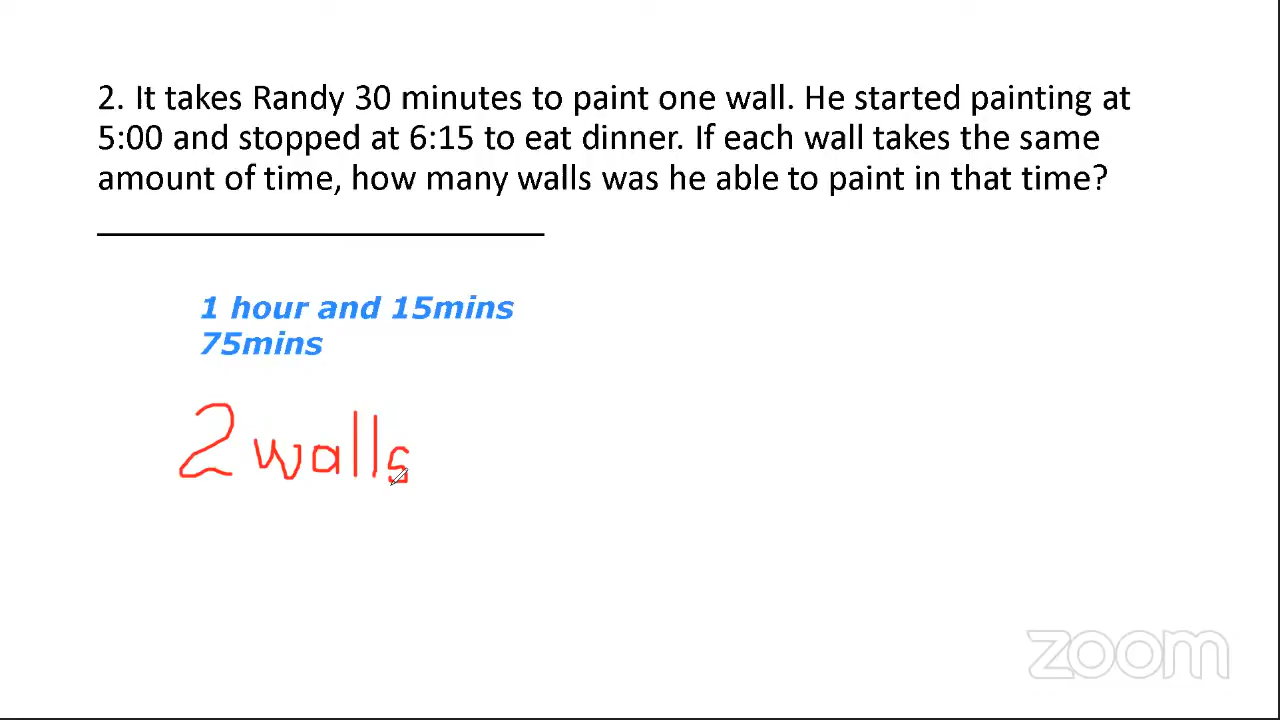 2. It takes Randy 30 minutes to paint one wall. He started painting at
5:00 and stopped at 6:15 to eat dinner. If each wall takes the same
amount of time, how many walls was he able to paint in that time?
1 hour and 15mins
75mins
2 walls
zoom